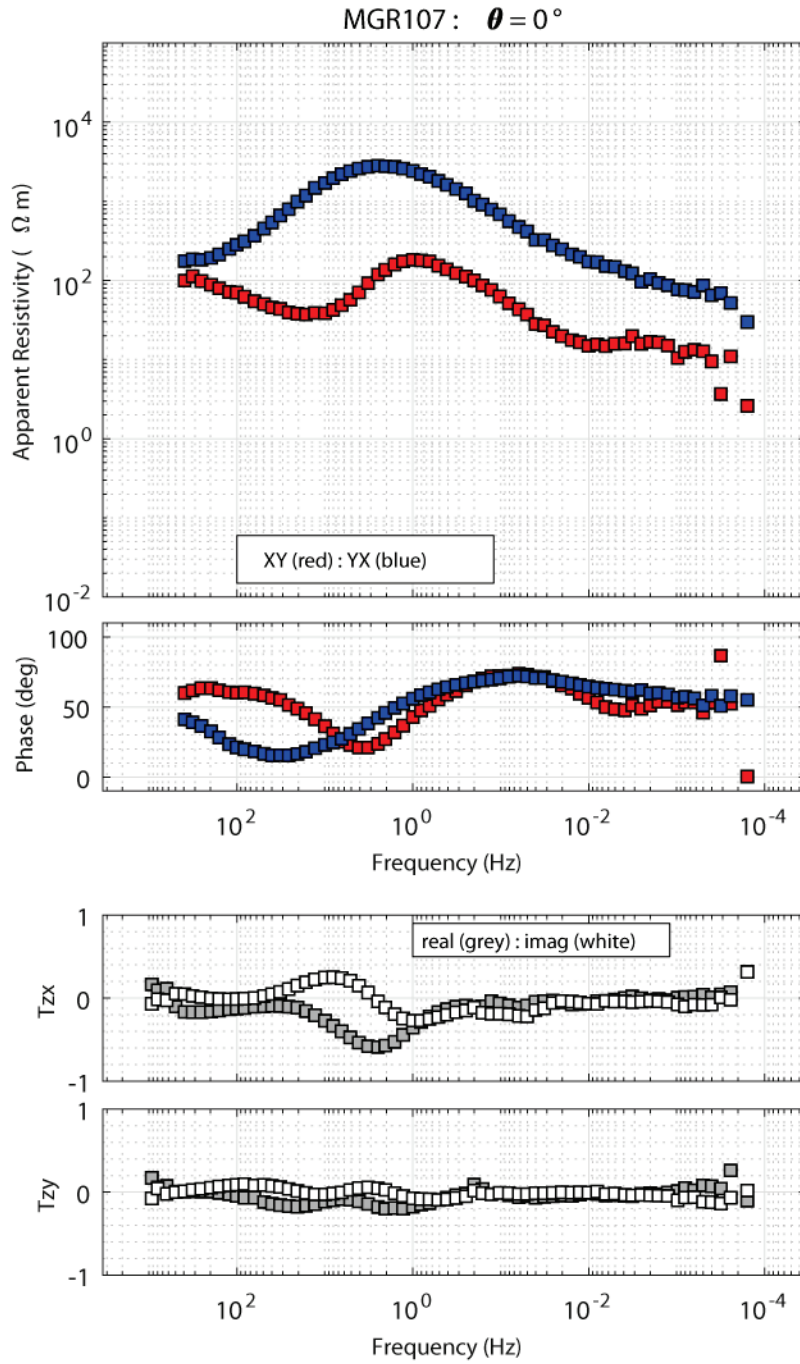 MGR107 : θ = 0 °
Apparent Resistivity ( Ω m)
10^4
10^2
10^0
10^-2
XY (red) : YX (blue)
Phase (deg)
100
50
0
10^2 10^0 10^-2 10^-4
Frequency (Hz)
Tzx
1
0
-1
real (grey) : imag (white)
Tzy
1
0
-1
10^2 10^0 10^-2 10^-4
Frequency (Hz)